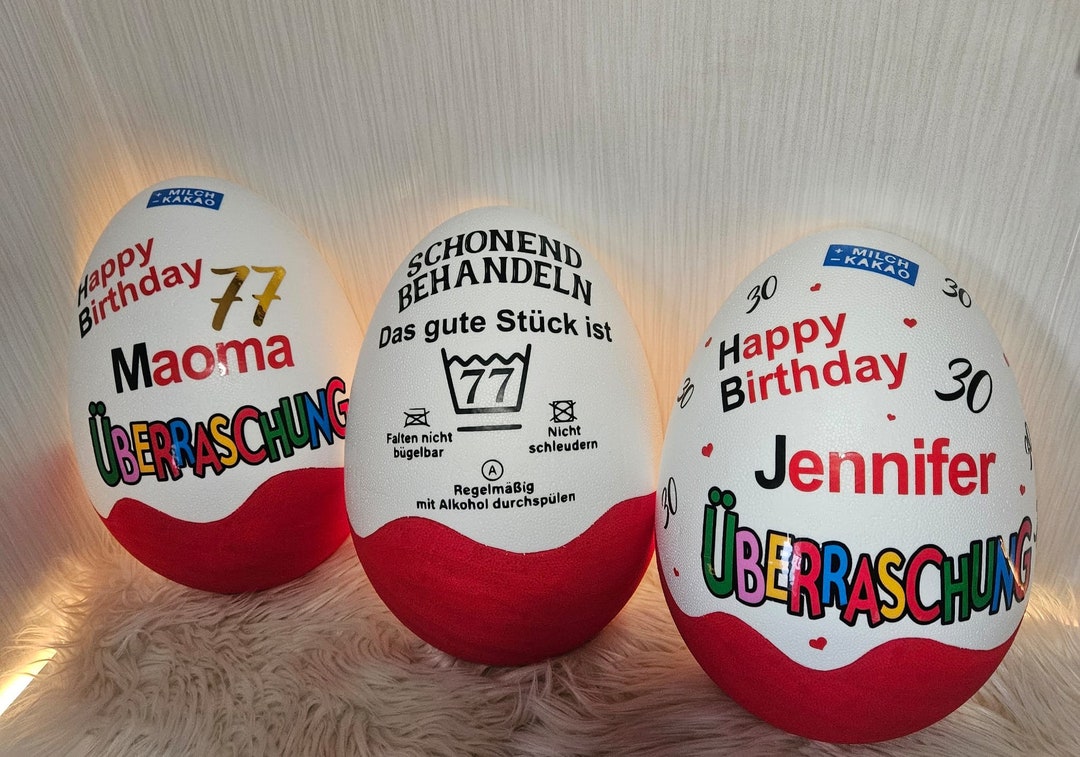 + MILCH
- KAKAO
Happy
Birthday
77
Maoma
ÜBERRASCHUNG
SCHONEND
BEHANDELN
Das gute Stück ist
77
Falten nicht
bügelbar
Nicht
schleudern
A
Regelmäßig
mit Alkohol durchspülen
+ MILCH
- KAKAO
30
30
Happy
Birthday
30
30
Jennifer
30
ÜBERRASCHUNG